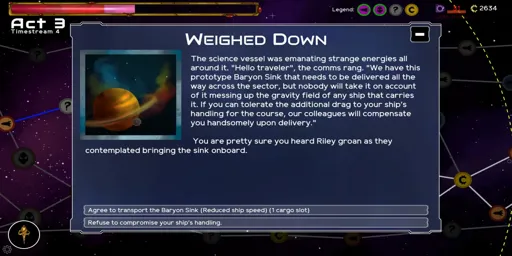 Act 3
Timestream 4
Legend:
?
C
C 2634
WEIGHED DOWN
The science vessel was emanating strange energies all
around it. "Hello traveler", the comms rang. "We have this
prototype Baryon Sink that needs to be delivered all the
way across the sector, but nobody will take it on account
of it messing up the gravity field of any ship that carries
it. If you can tolerate the additional drag to your ship's
handling for the course, our colleagues will compensate
you handsomely upon delivery."
You are pretty sure you heard Riley groan as they
contemplated bringing the sink onboard.
Agree to transport the Baryon Sink (Reduced ship speed) (1 cargo slot)
Refuse to compromise your ship's handling.